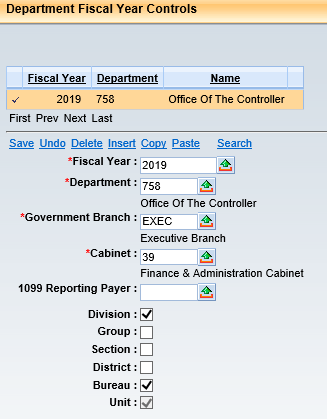 Department Fiscal Year Controls
Fiscal Year Department Name
2019 758 Office Of The Controller
First Prev Next Last
Save Undo Delete Insert Copy Paste Search
*Fiscal Year : 2019
*Department : 758
Office Of The Controller
*Government Branch : EXEC
Executive Branch
*Cabinet : 39
Finance & Administration Cabinet
1099 Reporting Payer :
Division :
Group :
Section :
District :
Bureau :
Unit :